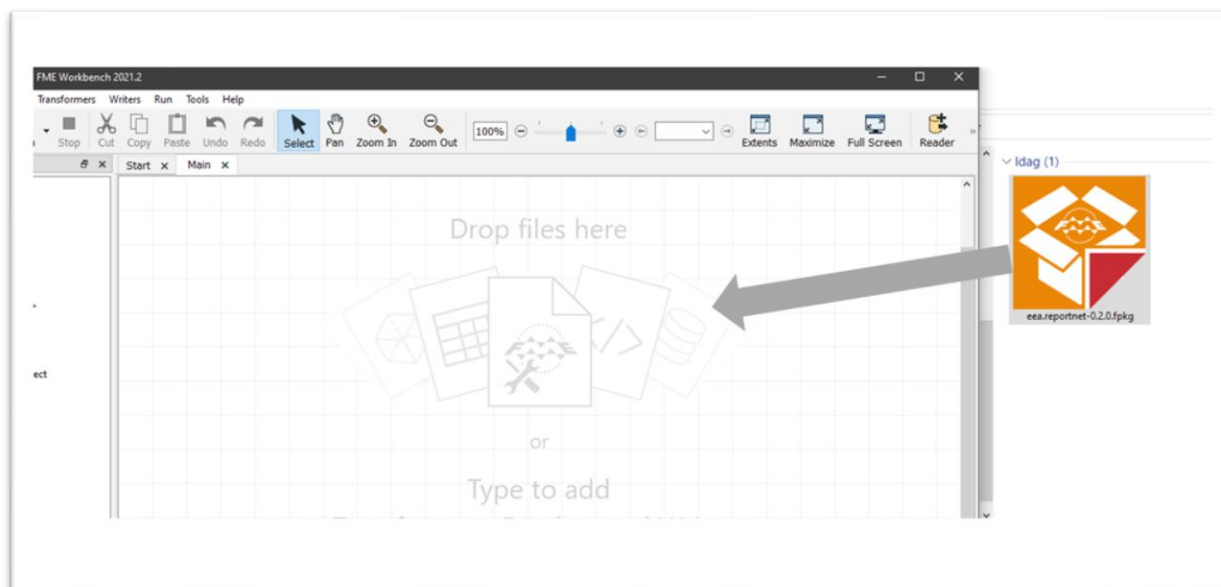 FME Workbench 2021.2
Transformers Writers Run Tools Help
Stop Cut Copy Paste Undo Redo Select Pan Zoom In Zoom Out 100% Extents Maximize Full Screen Reader
Start Main
Idag (1)
Drop files here
eea.reportnet-0.2.0.fpkg
ect
or
Type to add